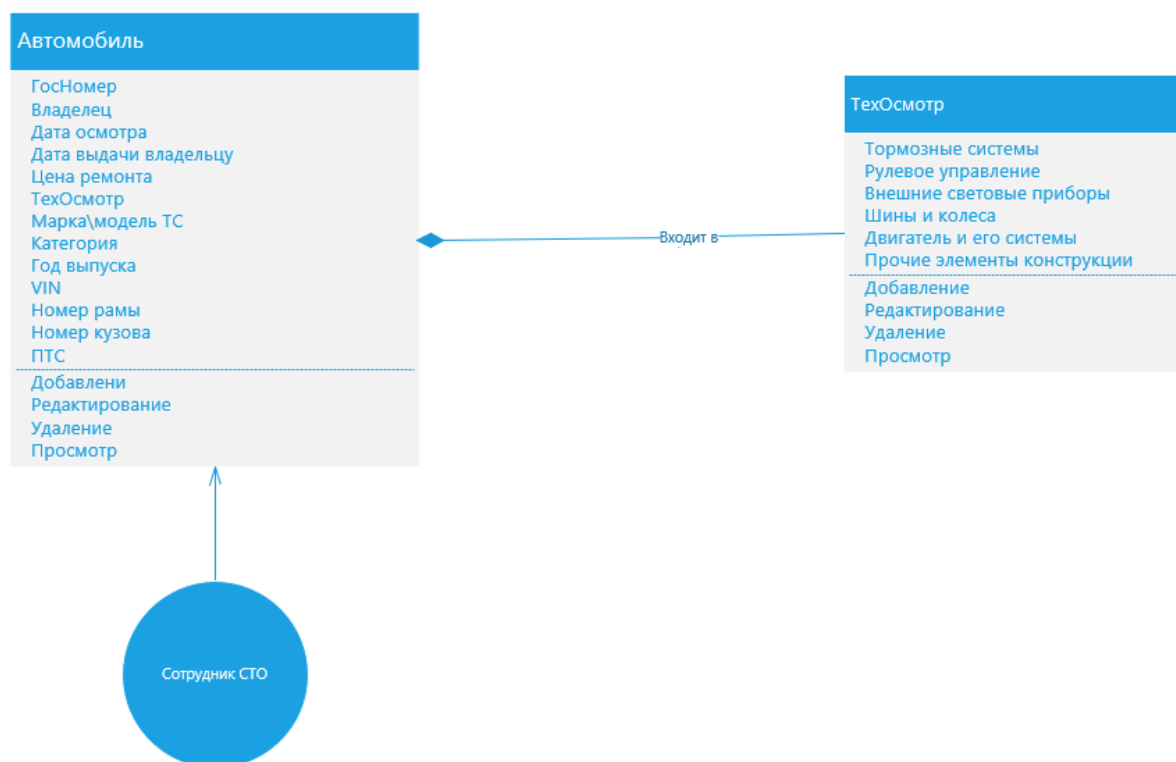 Автомобиль
ГосНомер
Владелец
Дата осмотра
Дата выдачи владельцу
Цена ремонта
ТехОсмотр
Марка\модель ТС
Категория
Год выпуска
VIN
Номер рамы
Номер кузова
ПТС
Добавлени
Редактирование
Удаление
Просмотр
Входит в
ТехОсмотр
Тормозные системы
Рулевое управление
Внешние световые приборы
Шины и колеса
Двигатель и его системы
Прочие элементы конструкции
Добавление
Редактирование
Удаление
Просмотр
Сотрудник СТО